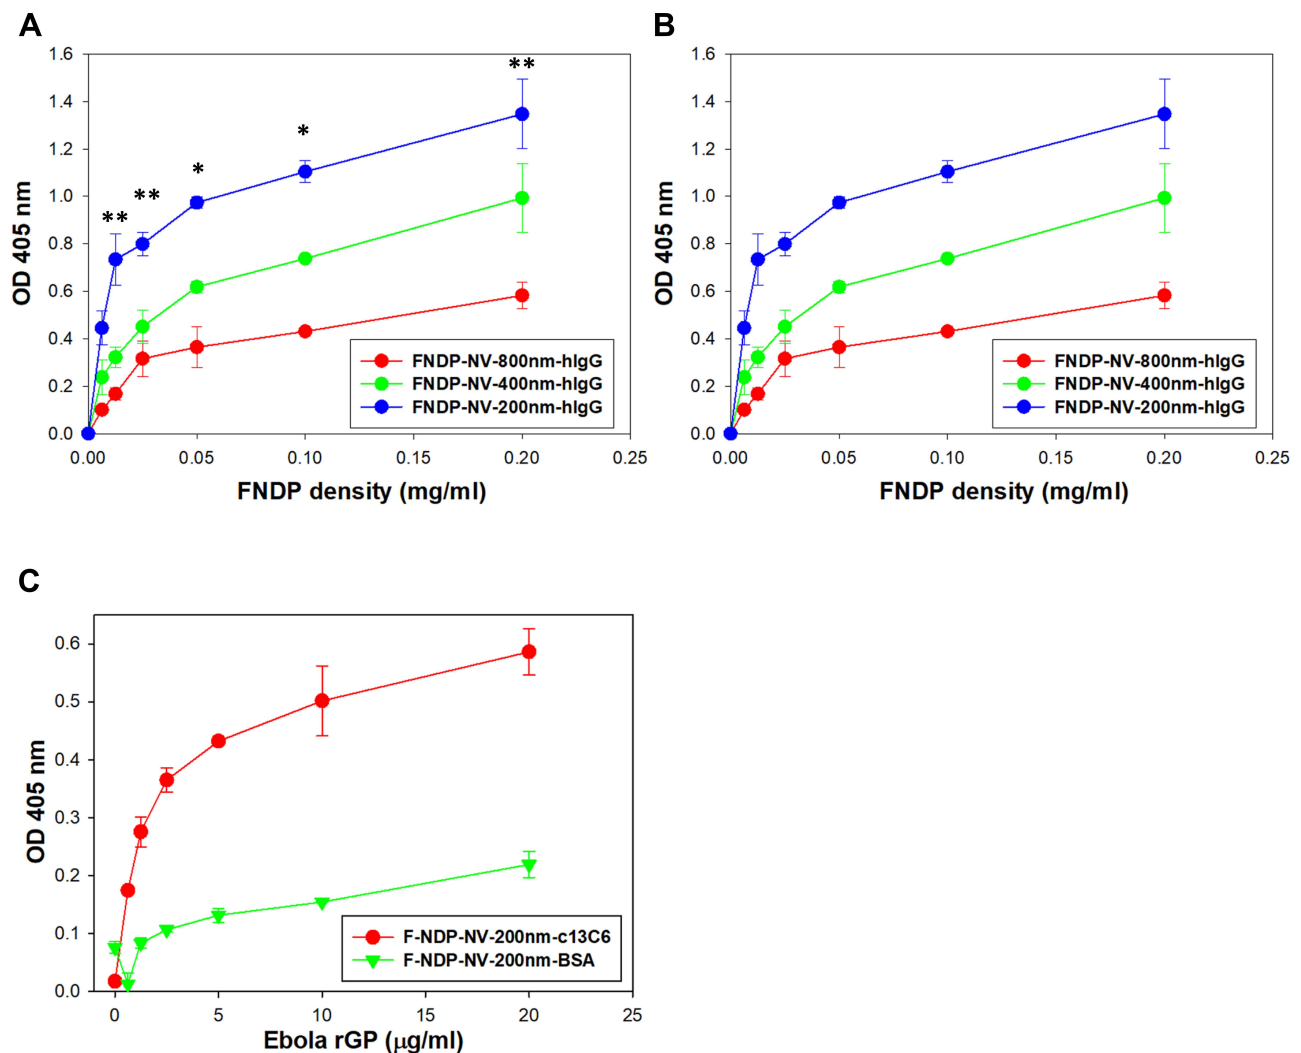 A
1.6
1.4
1.2
1.0
0.8
0.6
0.4
0.2
0.0
OD 405 nm
**
**
*
*
**
FNDP-NV-800nm-hIgG
FNDP-NV-400nm-hIgG
FNDP-NV-200nm-hIgG
0.00 0.05 0.10 0.15 0.20 0.25
FNDP density (mg/ml)
B
1.6
1.4
1.2
1.0
0.8
0.6
0.4
0.2
0.0
OD 405 nm
FNDP-NV-800nm-hIgG
FNDP-NV-400nm-hIgG
FNDP-NV-200nm-hIgG
0.00 0.05 0.10 0.15 0.20 0.25
FNDP density (mg/ml)
C
0.6
0.5
0.4
0.3
0.2
0.1
0.0
OD 405 nm
F-NDP-NV-200nm-c13C6
F-NDP-NV-200nm-BSA
0 5 10 15 20 25
Ebola rGP (μg/ml)